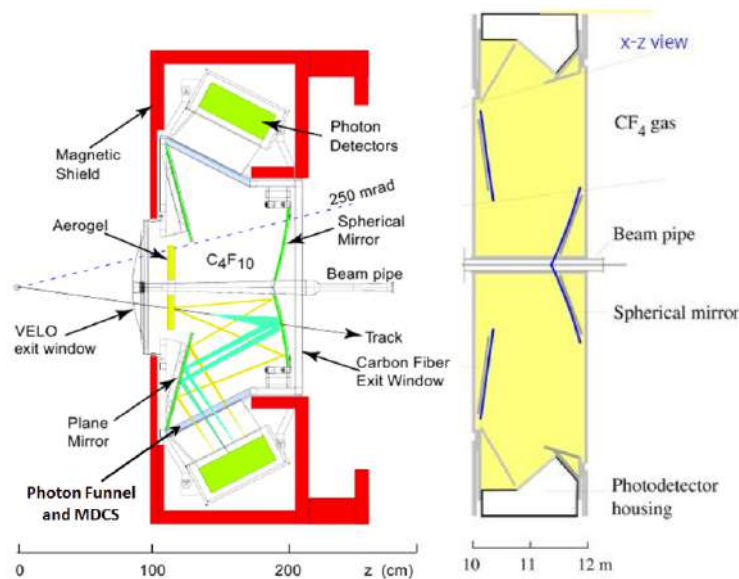 Magnetic
Shield
Photon
Detectors
250 mrad
Aerogel
C4F10
Spherical
Mirror
Beam pipe
VELO
exit window
Track
Carbon Fiber
Exit Window
Plane
Mirror
Photon Funnel
and MDCS
0 100 200 z (cm)
x-z view
CF4 gas
Beam pipe
Spherical mirror
Photodetector
housing
10 11 12 m